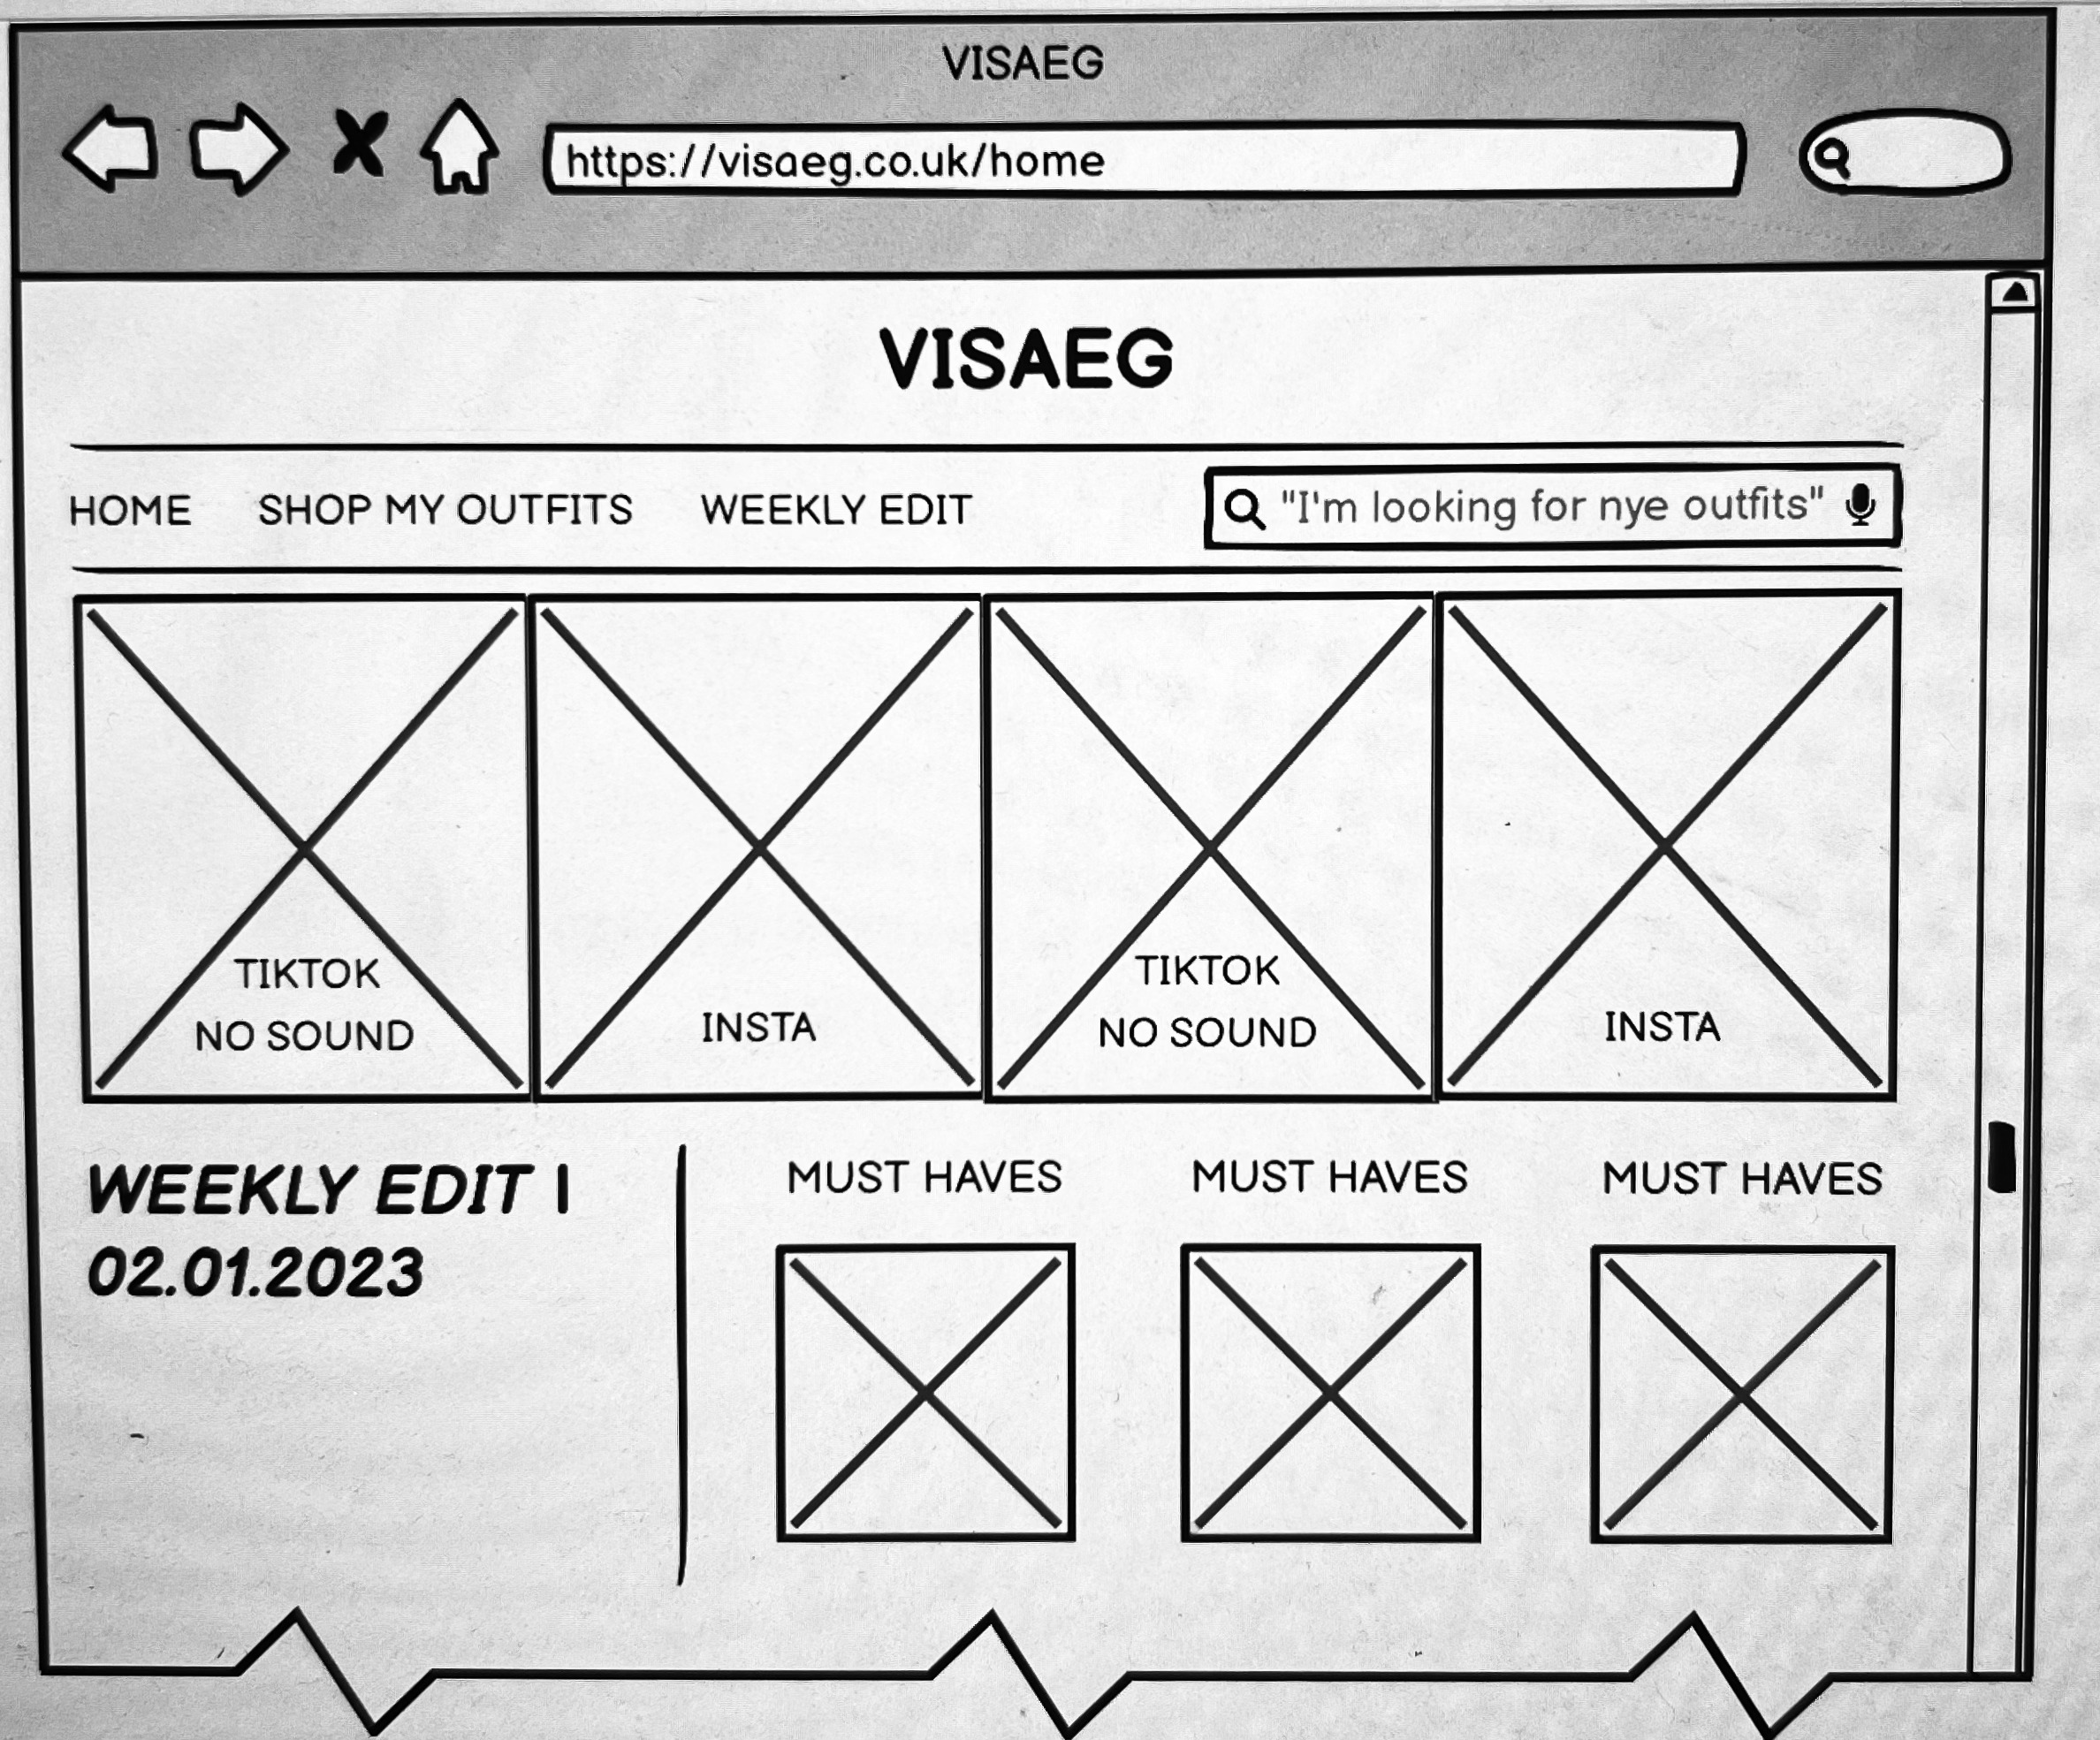 VISAEG
https://visaeg.co.uk/home
VISAEG
HOME SHOP MY OUTFITS WEEKLY EDIT "I'm looking for nye outfits"
TIKTOK
NO SOUND
INSTA
TIKTOK
NO SOUND
INSTA
WEEKLY EDIT |
02.01.2023
MUST HAVES MUST HAVES MUST HAVES